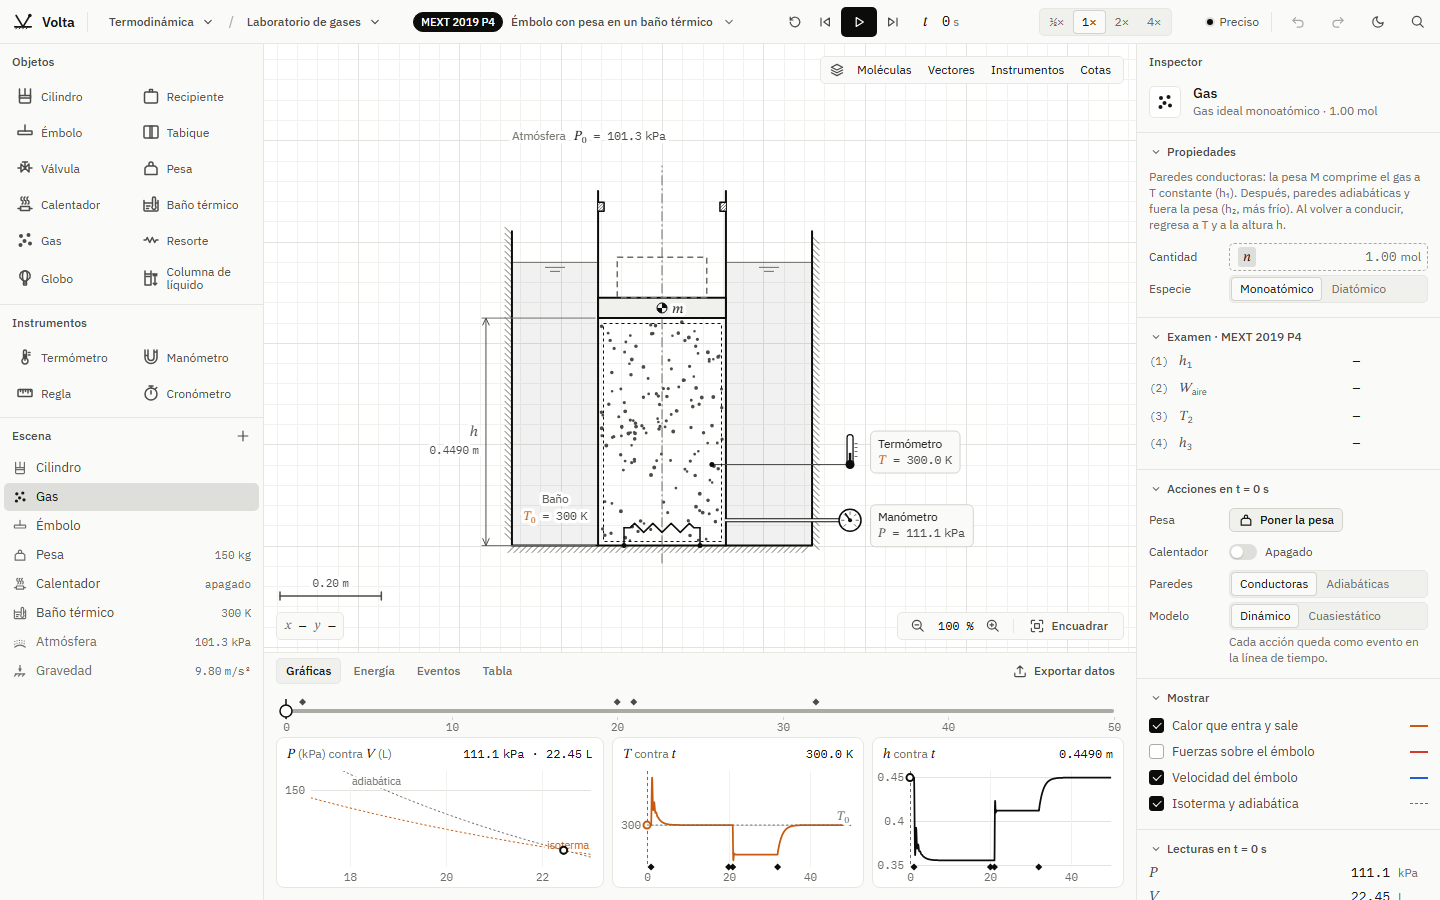 Volta
Termodinámica
/
Laboratorio de gases
MEXT 2019 P4
Émbolo con pesa en un baño térmico
t 0 s
¼×
1×
2×
4×
Preciso
Objetos
Cilindro
Recipiente
Émbolo
Tabique
Válvula
Pesa
Calentador
Baño térmico
Gas
Resorte
Globo
Columna de
líquido
Instrumentos
Termómetro
Manómetro
Regla
Cronómetro
Escena
Cilindro
Gas
Émbolo
Pesa 150 kg
Calentador apagado
Baño térmico 300 K
Atmósfera 101.3 kPa
Gravedad 9.80 m/s²
Moléculas
Vectores
Instrumentos
Cotas
Atmósfera P₀ = 101.3 kPa
m
h
0.4490 m
Baño
T₀ = 300 K
Termómetro
T = 300.0 K
Manómetro
P = 111.1 kPa
0.20 m
x – y –
100 %
Encuadrar
Gráficas
Energía
Eventos
Tabla
Exportar datos
0 10 20 30 40 50
P (kPa) contra V (L) 111.1 kPa · 22.45 L
adiabática
150
isoterma
18 20 22
T contra t 300.0 K
T₀
300
0 20 40
h contra t 0.4490 m
0.45
0.4
0.35
0 20 40
Inspector
Gas
Gas ideal monoatómico · 1.00 mol
Propiedades
Paredes conductoras: la pesa M comprime el gas a
T constante (h₁). Después, paredes adiabáticas y
fuera la pesa (h₂, más frío). Al volver a conducir,
regresa a T y a la altura h.
Cantidad n 1.00 mol
Especie Monoatómico Diatómico
Examen · MEXT 2019 P4
(1) h₁ –
(2) Waire –
(3) T₂ –
(4) h₃ –
Acciones en t = 0 s
Pesa Poner la pesa
Calentador Apagado
Paredes Conductoras Adiabáticas
Modelo Dinámico Cuasiestático
Cada acción queda como evento en
la línea de tiempo.
Mostrar
Calor que entra y sale
Fuerzas sobre el émbolo
Velocidad del émbolo
Isoterma y adiabática
Lecturas en t = 0 s
P 111.1 kPa
V 22.45 L